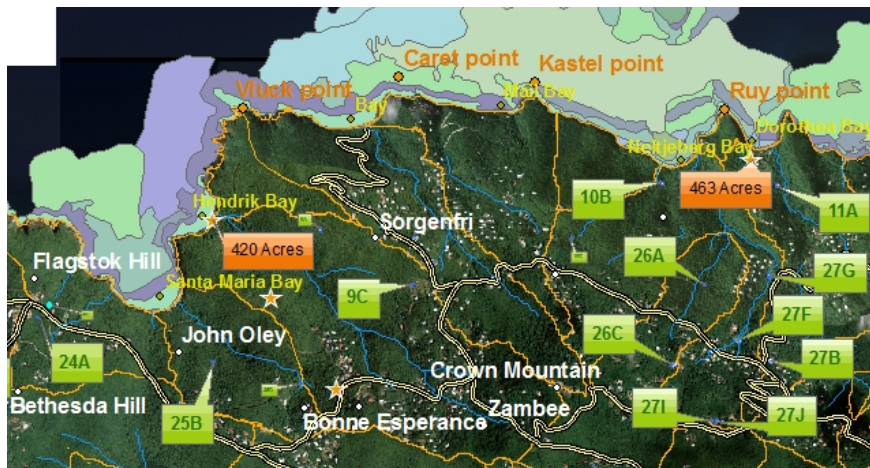 Caret point
Kastel point
Vluck point
Ruy point
Bay
Mali Bay
Dorothea Bay
Neltjeberg Bay
10B
463 Acres
11A
Hendrik Bay
Sorgenfri
420 Acres
Flagstok Hill
26A
27G
Santa Maria Bay
9C
John Oley
27F
26C
24A
27B
Crown Mountain
Bethesda Hill
25B
Bonne Esperance
Zambee
27I
27J